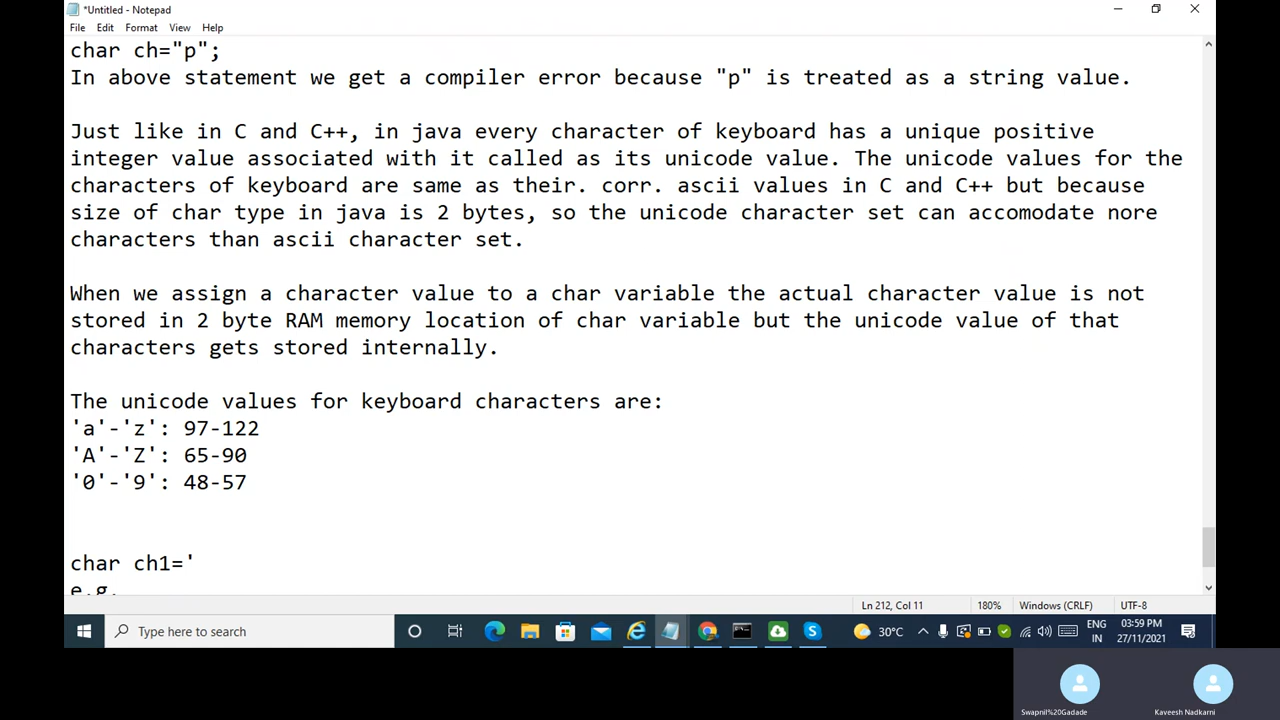 *Untitled - Notepad
File Edit Format View Help
char ch="p";
In above statement we get a compiler error because "p" is treated as a string value.
Just like in C and C++, in java every character of keyboard has a unique positive
integer value associated with it called as its unicode value. The unicode values for the
characters of keyboard are same as their. corr. ascii values in C and C++ but because
size of char type in java is 2 bytes, so the unicode character set can accomodate nore
characters than ascii character set.
When we assign a character value to a char variable the actual character value is not
stored in 2 byte RAM memory location of char variable but the unicode value of that
characters gets stored internally.
The unicode values for keyboard characters are:
'a'-'z': 97-122
'A'-'Z': 65-90
'0'-'9': 48-57
char ch1='
e.g.
Ln 212, Col 11 180% Windows (CRLF) UTF-8
Type here to search
30°C
ENG
IN
03:59 PM
27/11/2021
Swapnil%20Gadade
Kaveesh Nadkarni